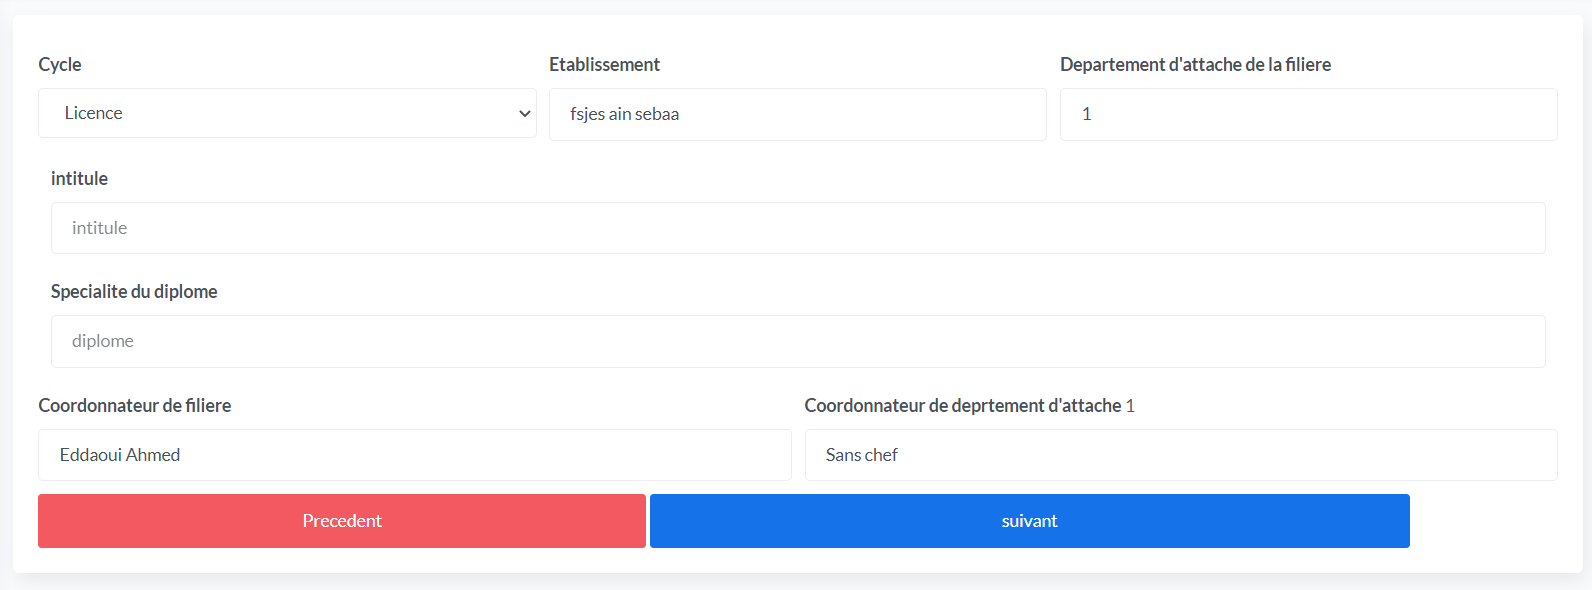 Cycle Etablissement Departement d'attache de la filiere
Licence fsjes ain sebaa 1
intitule
intitule
Specialite du diplome
diplome
Coordonnateur de filiere Coordonnateur de deprtement d'attache 1
Eddaoui Ahmed Sans chef
Precedent suivant